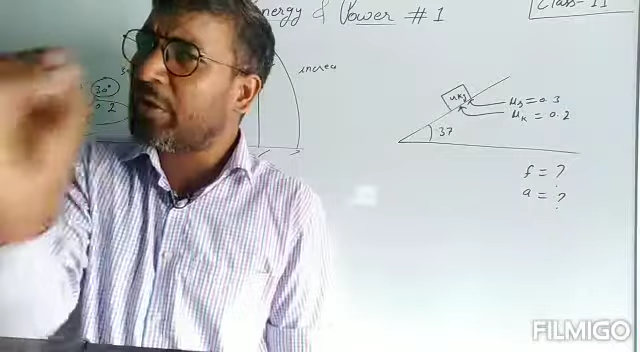 nergy & Power # 1
Class- 11
increa
30°
0.2
4kg
μs = 0.3
μk = 0.2
37
f = ?
a = ?
FILMIGO